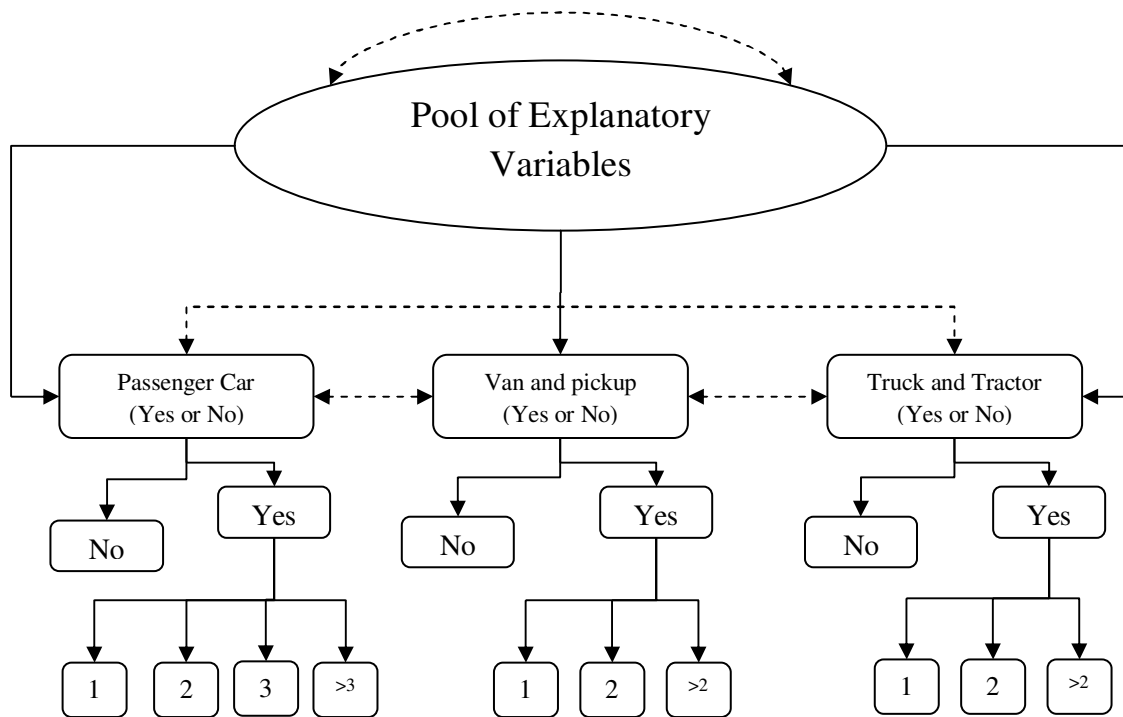 Pool of Explanatory
Variables
Passenger Car
(Yes or No)
Van and pickup
(Yes or No)
Truck and Tractor
(Yes or No)
No
Yes
No
Yes
No
Yes
1
2
3
>3
1
2
>2
1
2
>2